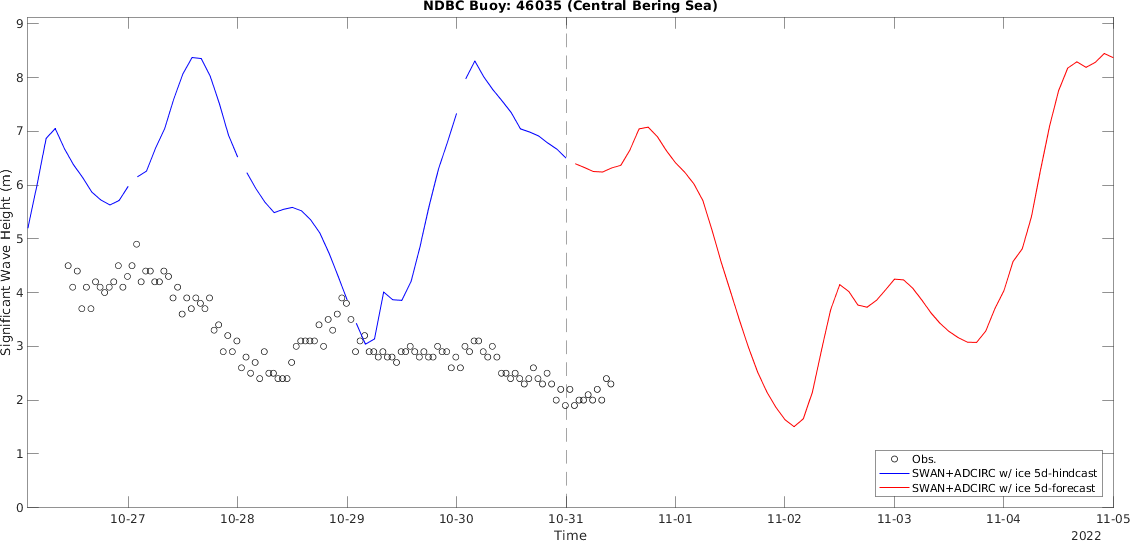 NDBC Buoy: 46035 (Central Bering Sea)
9
8
7
6
5
4
3
2
1
0
Significant Wave Height (m)
Obs.
SWAN+ADCIRC w/ ice 5d-hindcast
SWAN+ADCIRC w/ ice 5d-forecast
10-27 10-28 10-29 10-30 10-31 11-01 11-02 11-03 11-04 11-05
Time
2022